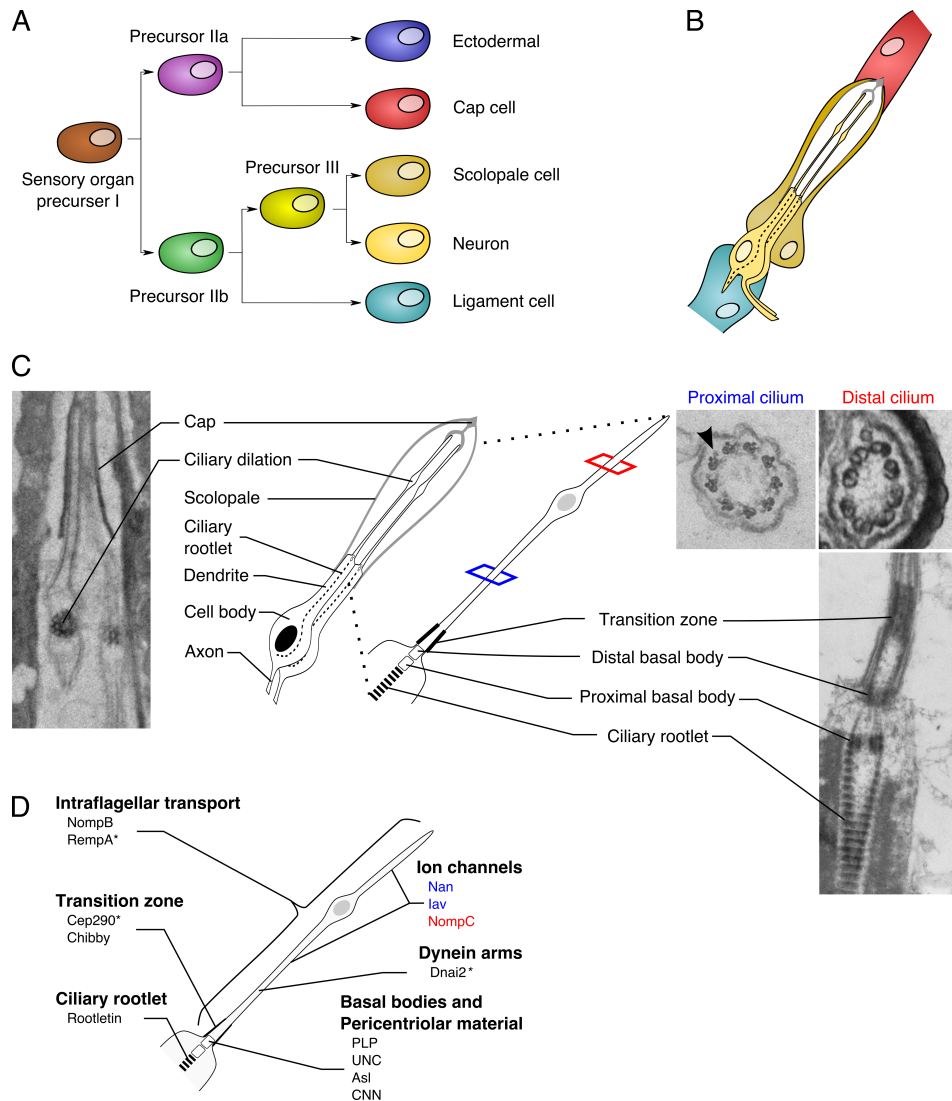 A
Precursor IIa
Ectodermal
Cap cell
Sensory organ
precurser I
Precursor III
Scolopale cell
Neuron
Precursor IIb
Ligament cell
B
C
Cap
Ciliary dilation
Scolopale
Ciliary
rootlet
Dendrite
Cell body
Axon
Proximal cilium
Distal cilium
Transition zone
Distal basal body
Proximal basal body
Ciliary rootlet
D
Intraflagellar transport
NompB
RempA*
Transition zone
Cep290*
Chibby
Ciliary rootlet
Rootletin
Ion channels
Nan
Iav
NompC
Dynein arms
Dnai2*
Basal bodies and
Pericentriolar material
PLP
UNC
Asl
CNN